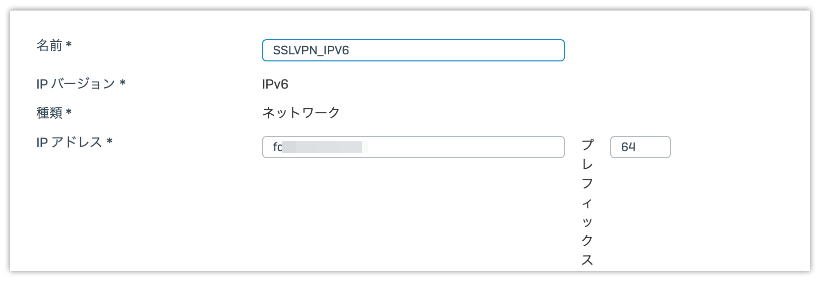 名前 *
SSLVPN_IPV6
IP バージョン *
IPv6
種類 *
ネットワーク
IP アドレス *
fc
プレフィックス
64